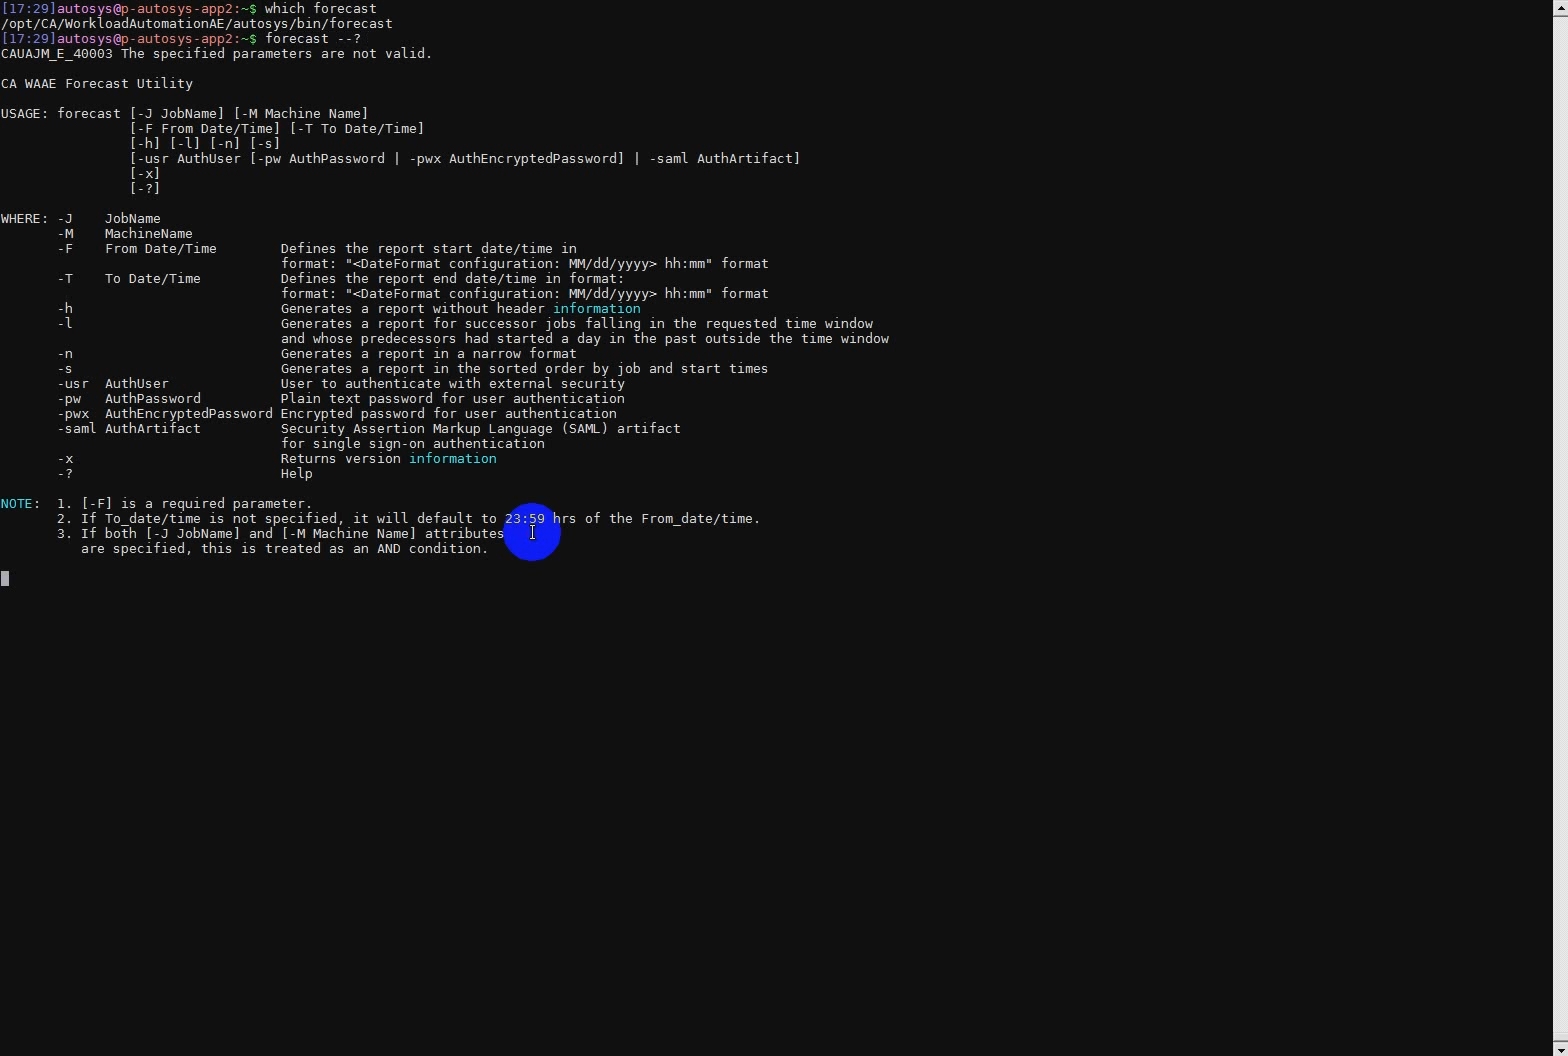 [17:29]autosys@p-autosys-app2:~$ which forecast
/opt/CA/WorkloadAutomationAE/autosys/bin/forecast
[17:29]autosys@p-autosys-app2:~$ forecast --?
CAUAJM_E_40003 The specified parameters are not valid.

CA WAAE Forecast Utility

USAGE: forecast [-J JobName] [-M Machine Name]
                [-F From Date/Time] [-T To Date/Time]
                [-h] [-l] [-n] [-s]
                [-usr AuthUser [-pw AuthPassword | -pwx AuthEncryptedPassword] | -saml AuthArtifact]
                [-x]
                [-?]

WHERE: -J    JobName
       -M    MachineName
       -F    From Date/Time        Defines the report start date/time in
                                   format: "<DateFormat configuration: MM/dd/yyyy> hh:mm" format
       -T    To Date/Time          Defines the report end date/time in format:
                                   format: "<DateFormat configuration: MM/dd/yyyy> hh:mm" format
       -h                          Generates a report without header information
       -l                          Generates a report for successor jobs falling in the requested time window
                                   and whose predecessors had started a day in the past outside the time window
       -n                          Generates a report in a narrow format
       -s                          Generates a report in the sorted order by job and start times
       -usr  AuthUser              User to authenticate with external security
       -pw   AuthPassword          Plain text password for user authentication
       -pwx  AuthEncryptedPassword Encrypted password for user authentication
       -saml AuthArtifact          Security Assertion Markup Language (SAML) artifact
                                   for single sign-on authentication
       -x                          Returns version information
       -?                          Help

NOTE:  1. [-F] is a required parameter.
       2. If To_date/time is not specified, it will default to 23:59 hrs of the From_date/time.
       3. If both [-J JobName] and [-M Machine Name] attributes
          are specified, this is treated as an AND condition.